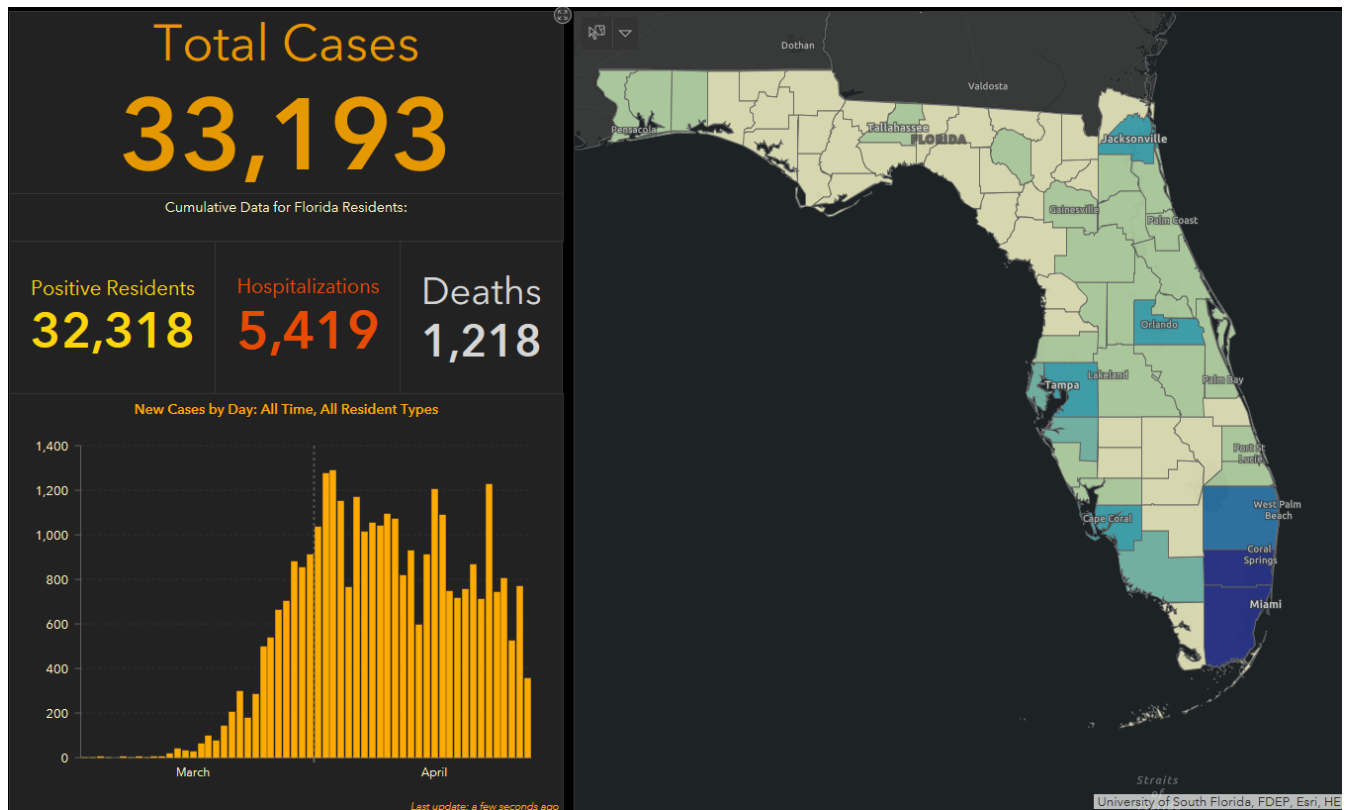 Total Cases
33,193
Cumulative Data for Florida Residents:
Positive Residents
32,318
Hospitalizations
5,419
Deaths
1,218
New Cases by Day: All Time, All Resident Types
1,400
1,200
1,000
800
600
400
200
0
March
April
Last update: a few seconds ago
Dothan
Valdosta
Pensacola
Tallahassee
FLORIDA
Jacksonville
Gainesville
Palm Coast
Orlando
Tampa
Lakeland
Palm Bay
Port St
Lucie
Cape Coral
West Palm
Beach
Coral
Springs
Miami
Straits
of
University of South Florida, FDEP, Esri, HE